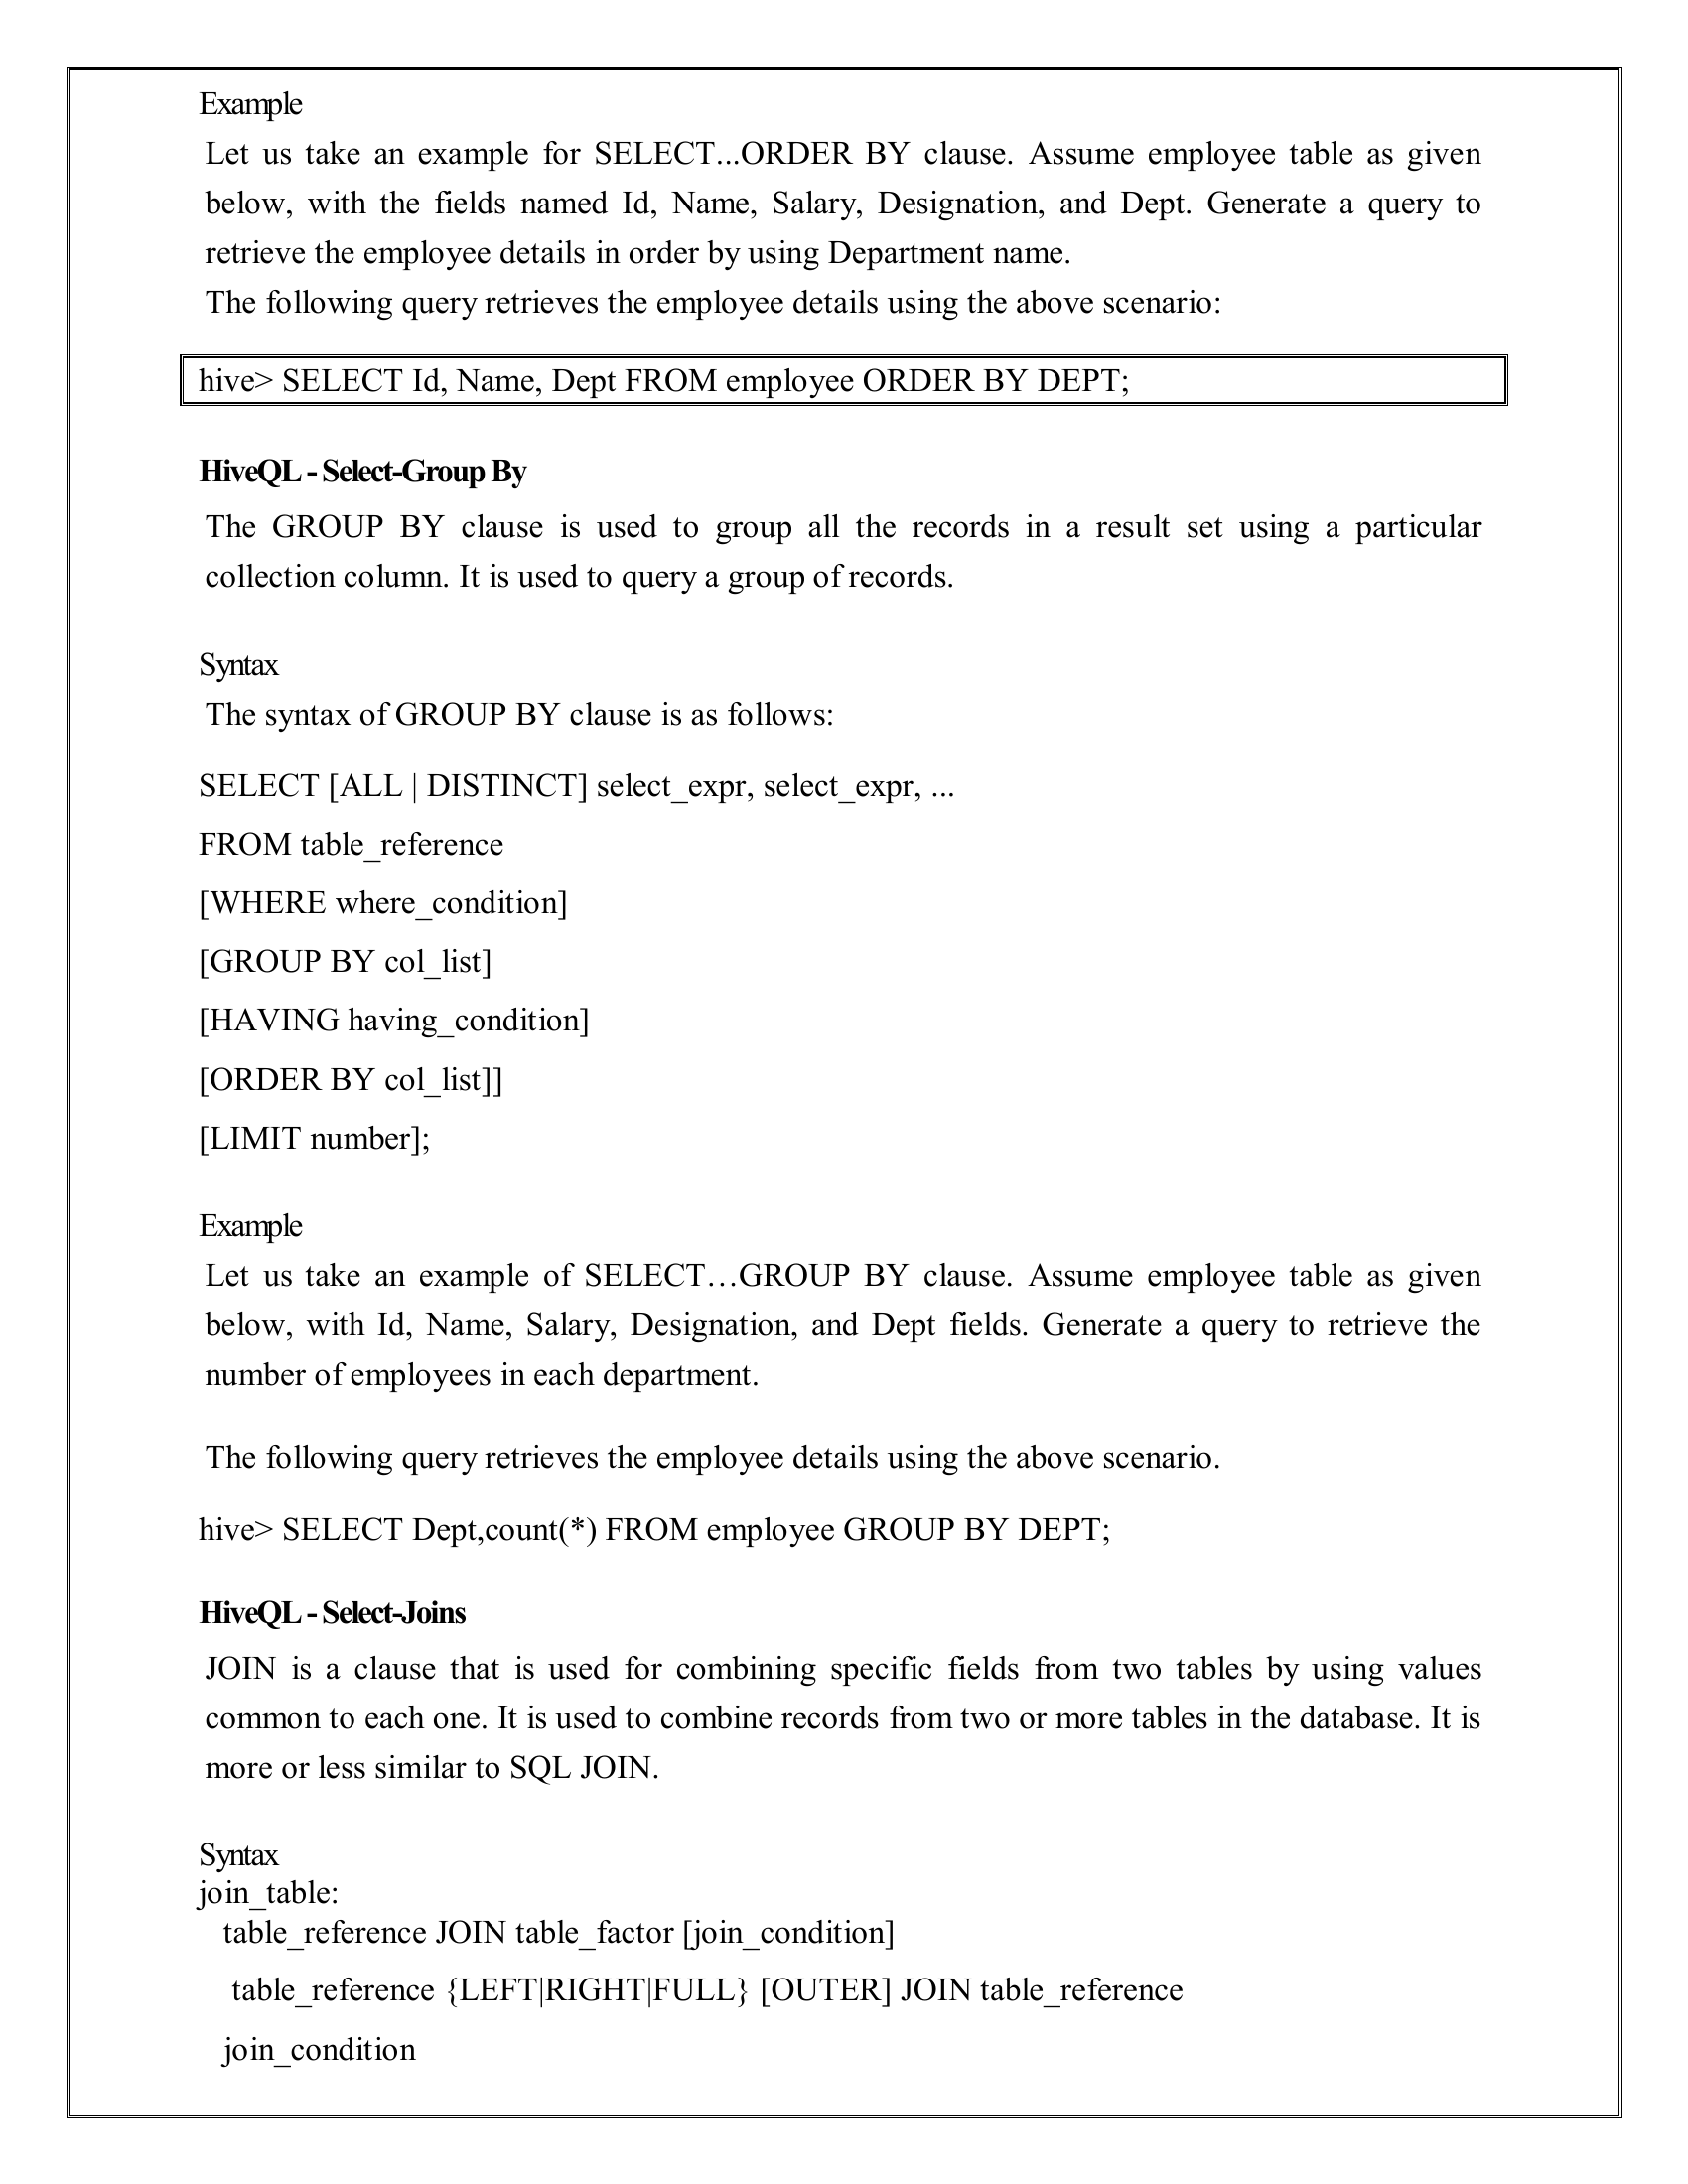 Example
Let us take an example for SELECT...ORDER BY clause. Assume employee table as given
below, with the fields named Id, Name, Salary, Designation, and Dept. Generate a query to
retrieve the employee details in order by using Department name.
The following query retrieves the employee details using the above scenario:
hive> SELECT Id, Name, Dept FROM employee ORDER BY DEPT;
HiveQL - Select-Group By
The GROUP BY clause is used to group all the records in a result set using a particular
collection column. It is used to query a group of records.
Syntax
The syntax of GROUP BY clause is as follows:
SELECT [ALL | DISTINCT] select_expr, select_expr, ...
FROM table_reference
[WHERE where_condition]
[GROUP BY col_list]
[HAVING having_condition]
[ORDER BY col_list]]
[LIMIT number];
Example
Let us take an example of SELECT…GROUP BY clause. Assume employee table as given
below, with Id, Name, Salary, Designation, and Dept fields. Generate a query to retrieve the
number of employees in each department.
The following query retrieves the employee details using the above scenario.
hive> SELECT Dept,count(*) FROM employee GROUP BY DEPT;
HiveQL - Select-Joins
JOIN is a clause that is used for combining specific fields from two tables by using values
common to each one. It is used to combine records from two or more tables in the database. It is
more or less similar to SQL JOIN.
Syntax
join_table:
table_reference JOIN table_factor [join_condition]
table_reference {LEFT|RIGHT|FULL} [OUTER] JOIN table_reference
join_condition